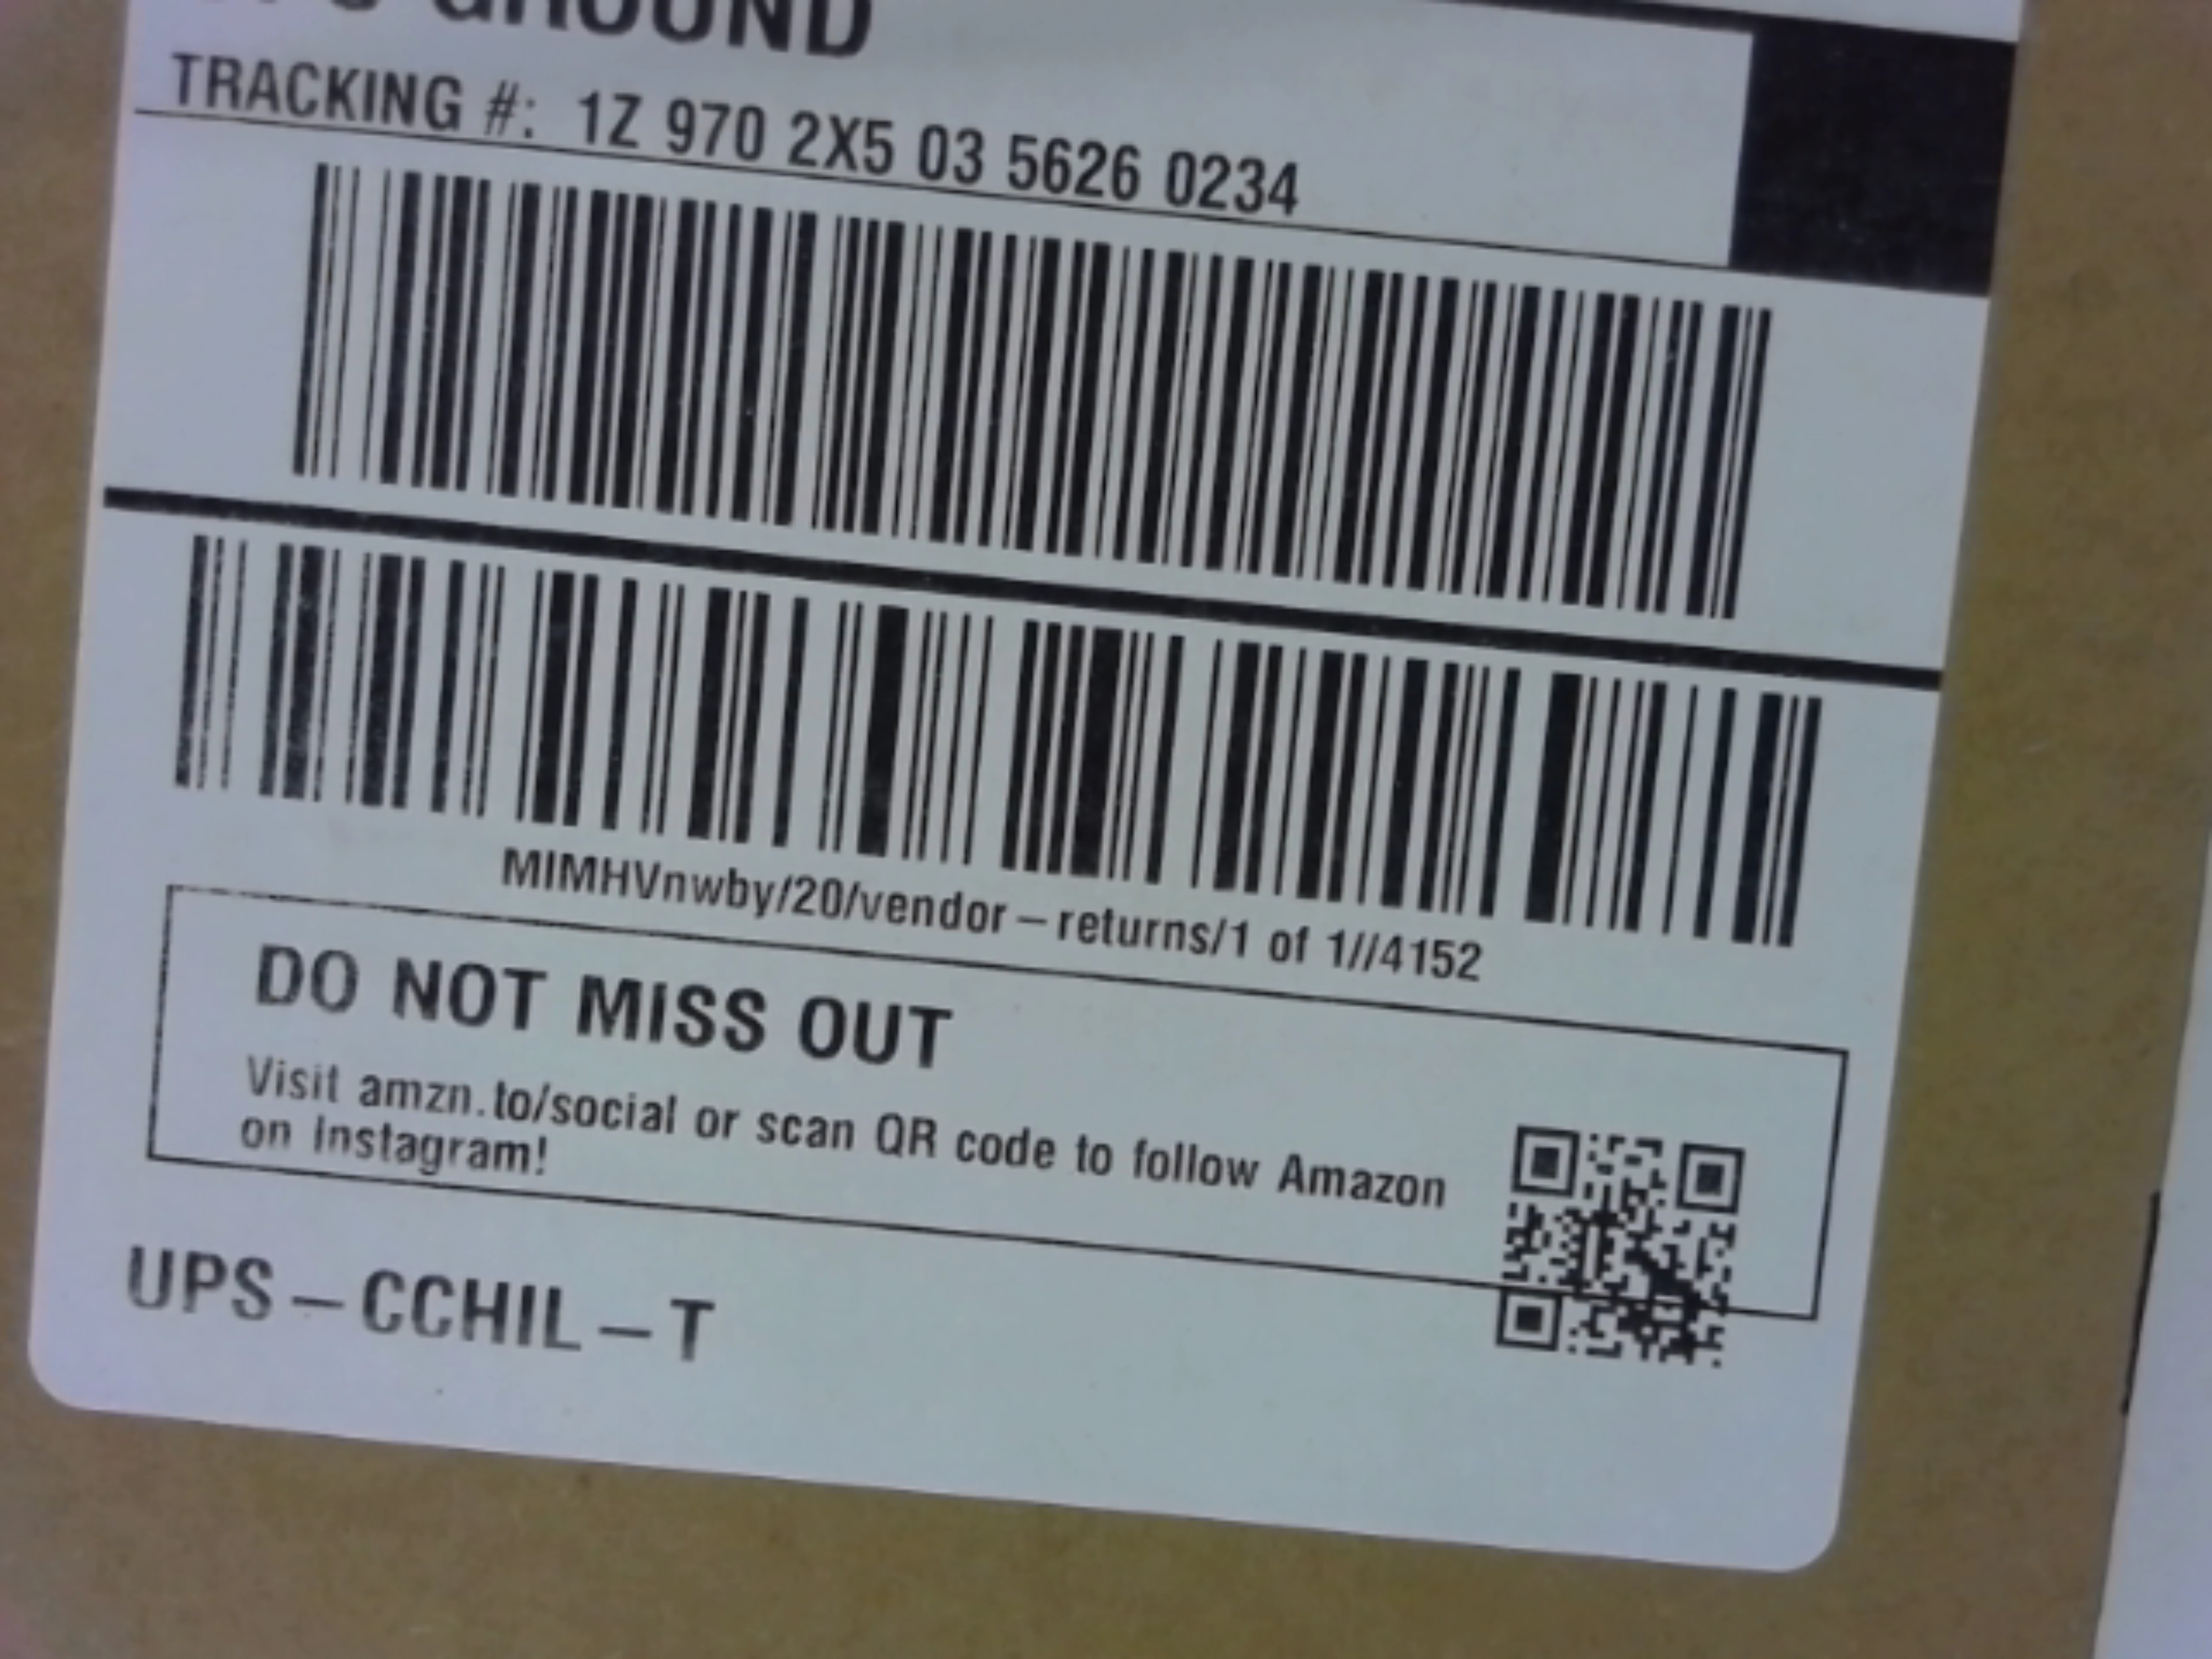 GROUND
TRACKING #: 1Z 970 2X5 03 5626 0234
MIMHVnwby/20/vendor-returns/1 of 1//4152
DO NOT MISS OUT
Visit amzn.to/social or scan QR code to follow Amazon
on Instagram!
UPS-CCHIL-T